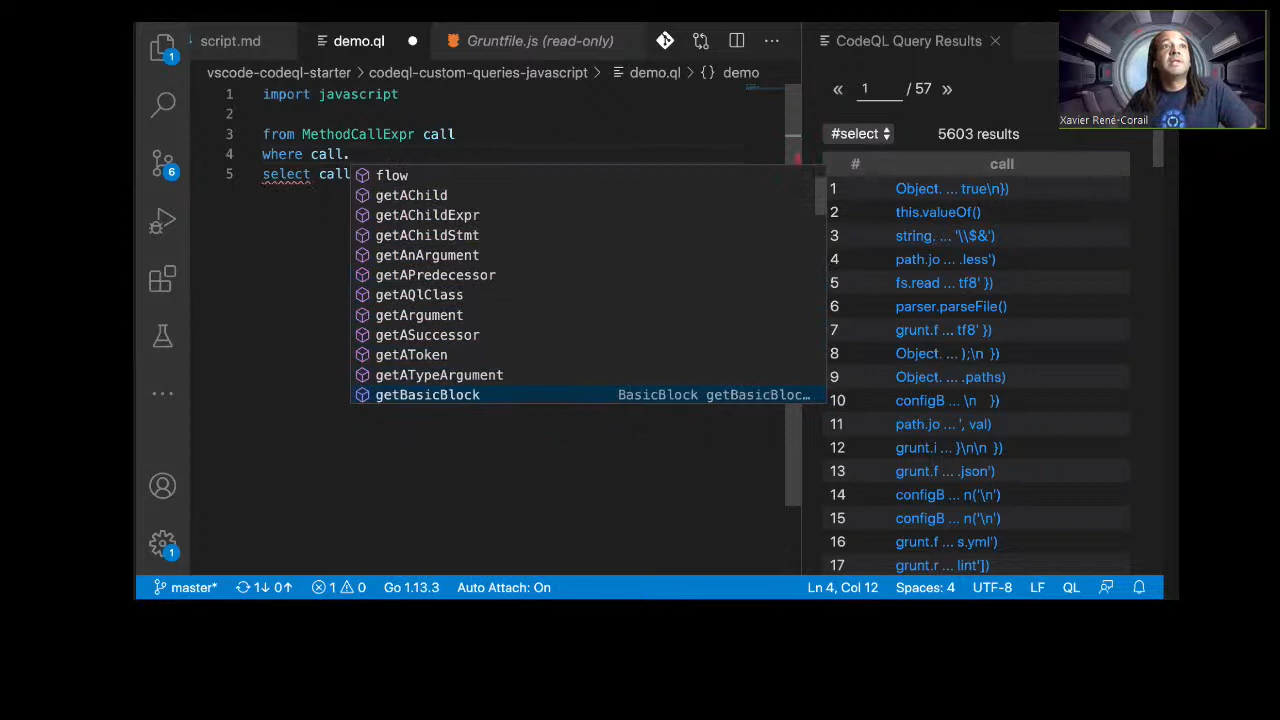 script.md
demo.ql
Gruntfile.js (read-only)
CodeQL Query Results
vscode-codeql-starter > codeql-custom-queries-javascript > demo.ql > {} demo
1 import javascript
2
3 from MethodCallExpr call
4 where call.
5 select call
flow
getAChild
getAChildExpr
getAChildStmt
getAnArgument
getAPredecessor
getAQlClass
getArgument
getASuccessor
getAToken
getATypeArgument
getBasicBlock BasicBlock getBasicBloc…
« 1 / 57 »
#select 5603 results
# call
1 Object. ... true\n})
2 this.valueOf()
3 string. ... '\\$&')
4 path.jo ... .less')
5 fs.read ... tf8' })
6 parser.parseFile()
7 grunt.f ... tf8' })
8 Object. ... );\n })
9 Object. ... .paths)
10 configB ... \n })
11 path.jo ... ', val)
12 grunt.i ... }\n\n })
13 grunt.f ... .json')
14 configB ... n('\n')
15 configB ... n('\n')
16 grunt.f ... s.yml')
17 grunt.r ... lint'])
Xavier René-Corail
1
6
1
master* 1↓ 0↑ 1 0 Go 1.13.3 Auto Attach: On Ln 4, Col 12 Spaces: 4 UTF-8 LF QL